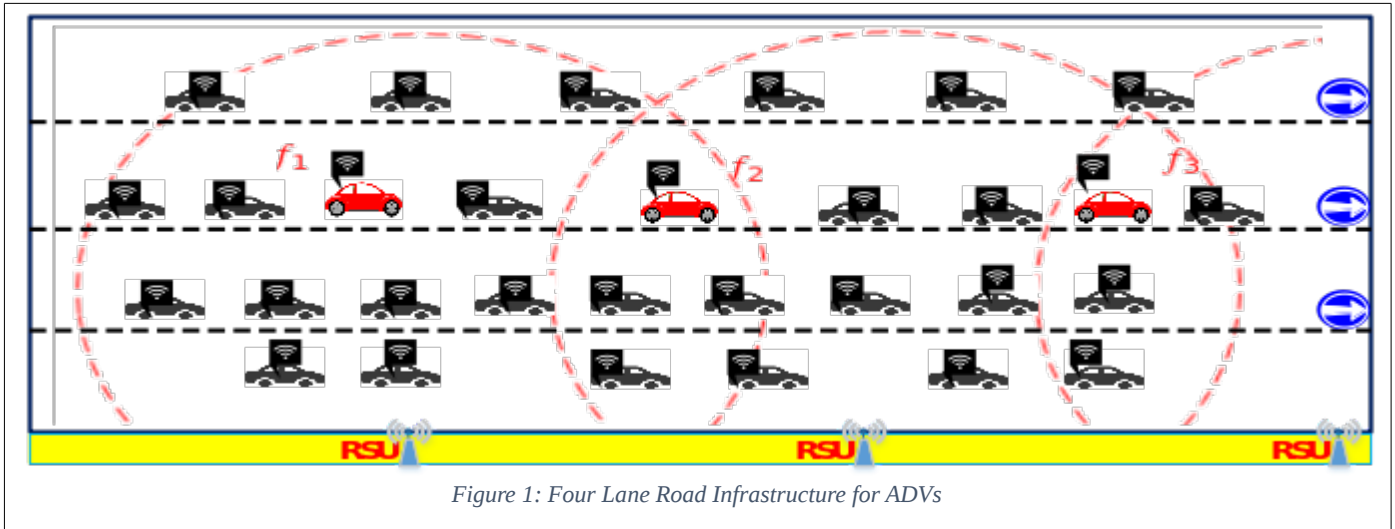 f1
f2
f3
RSU
RSU
RSU
Figure 1: Four Lane Road Infrastructure for ADVs